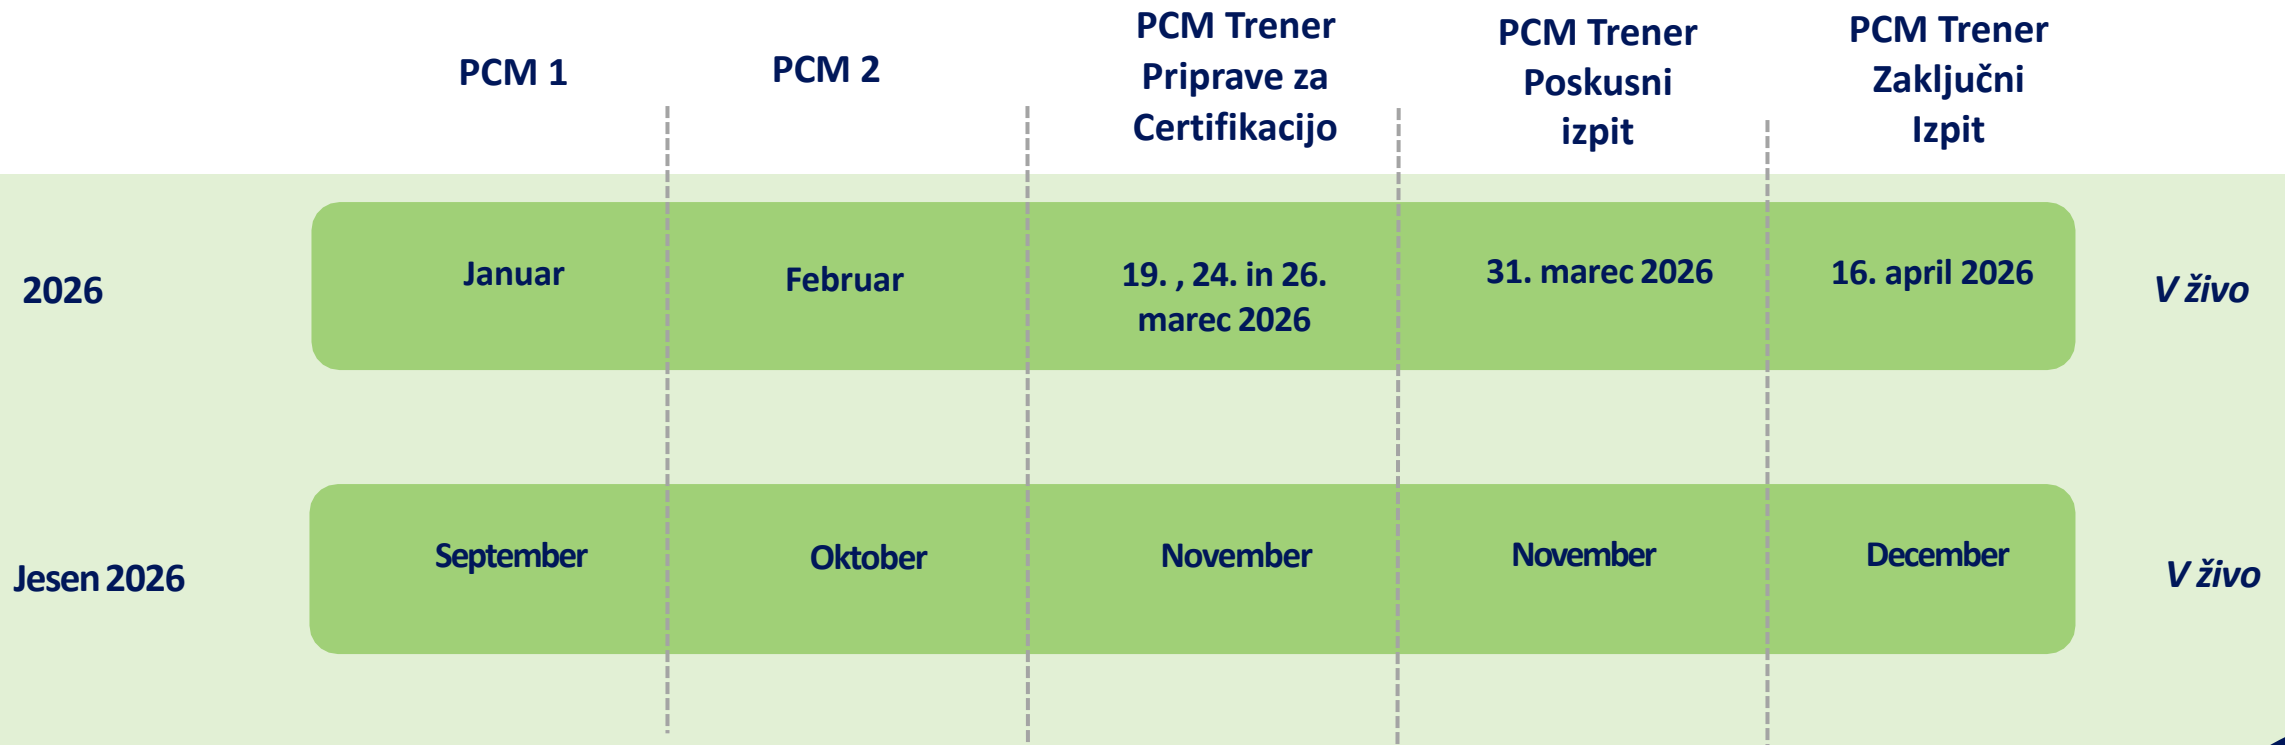 PCM 1
PCM 2
PCM Trener
Priprave za
Certifikacijo
PCM Trener
Poskusni
izpit
PCM Trener
Zaključni
Izpit
2026
Januar
Februar
19. , 24. in 26.
marec 2026
31. marec 2026
16. april 2026
V živo
Jesen 2026
September
Oktober
November
November
December
V živo